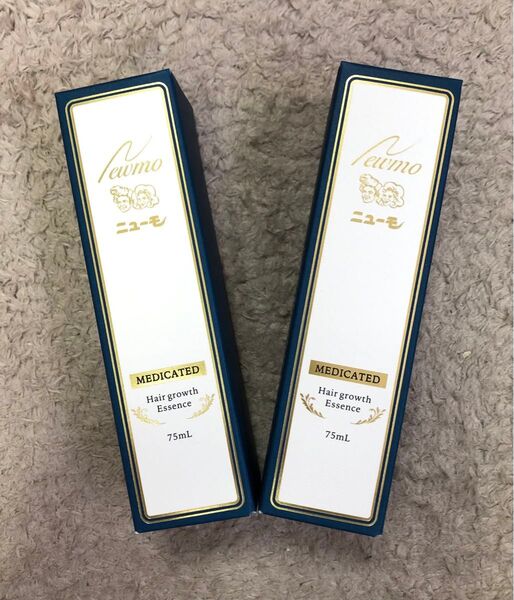 Newmo
ニューモ
MEDICATED
Hair growth
Essence
75mL
Newmo
ニューモ
MEDICATED
Hair growth
Essence
75mL